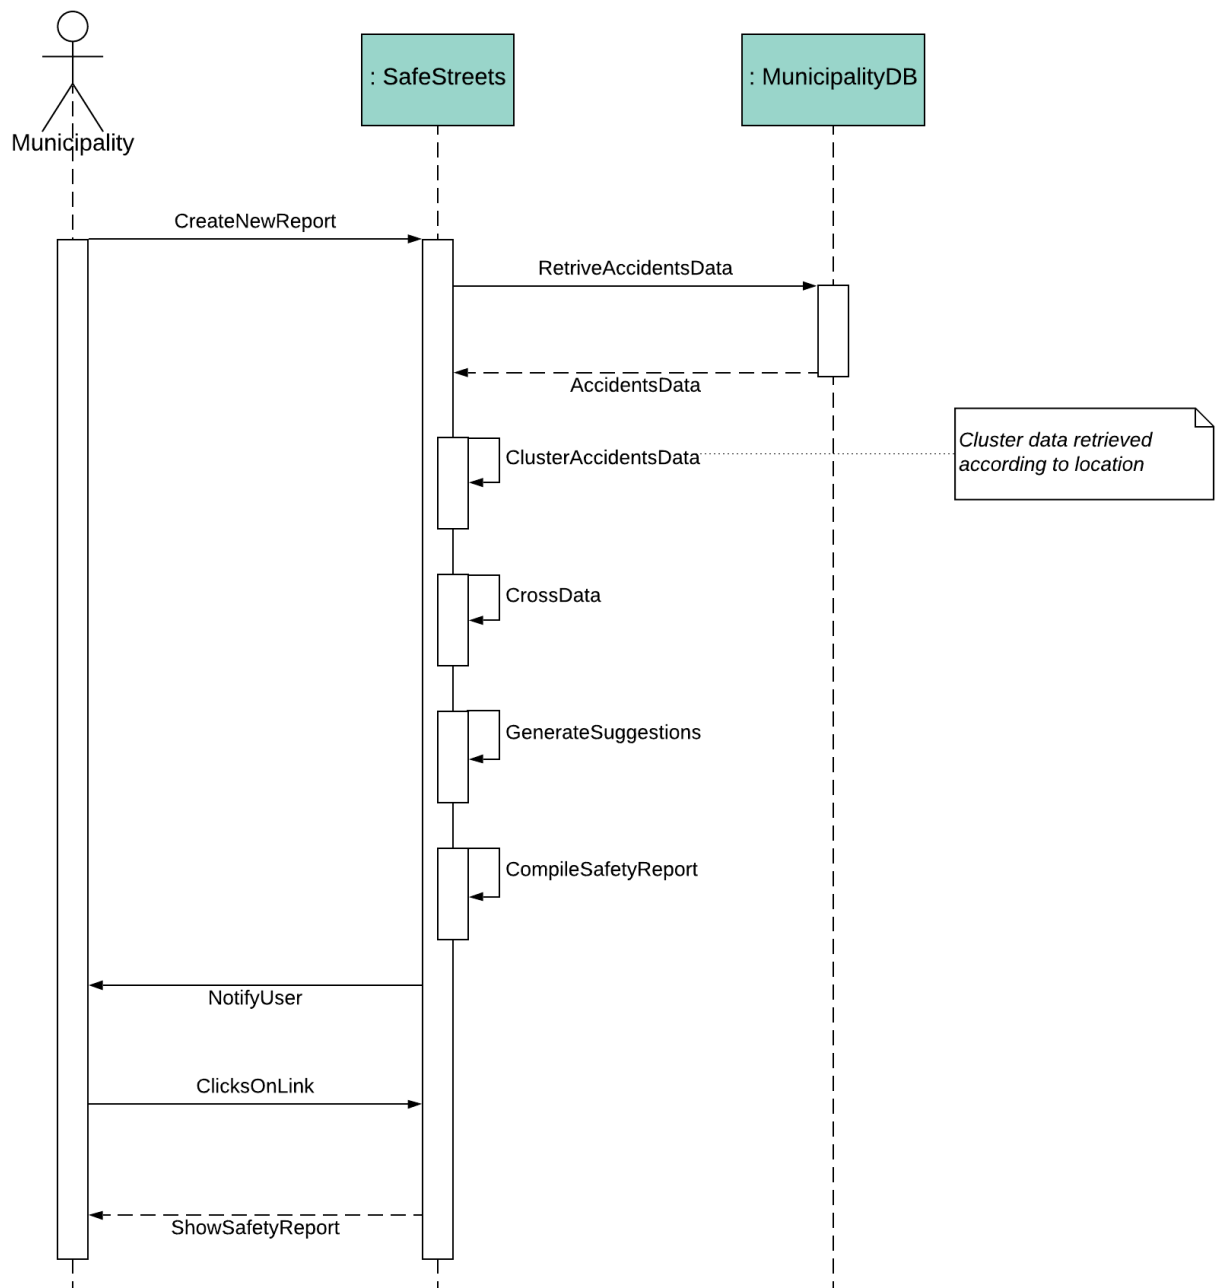 : SafeStreets
: MunicipalityDB
Municipality
CreateNewReport
RetriveAccidentsData
AccidentsData
Cluster data retrieved
according to location
ClusterAccidentsData
CrossData
GenerateSuggestions
CompileSafetyReport
NotifyUser
ClicksOnLink
ShowSafetyReport